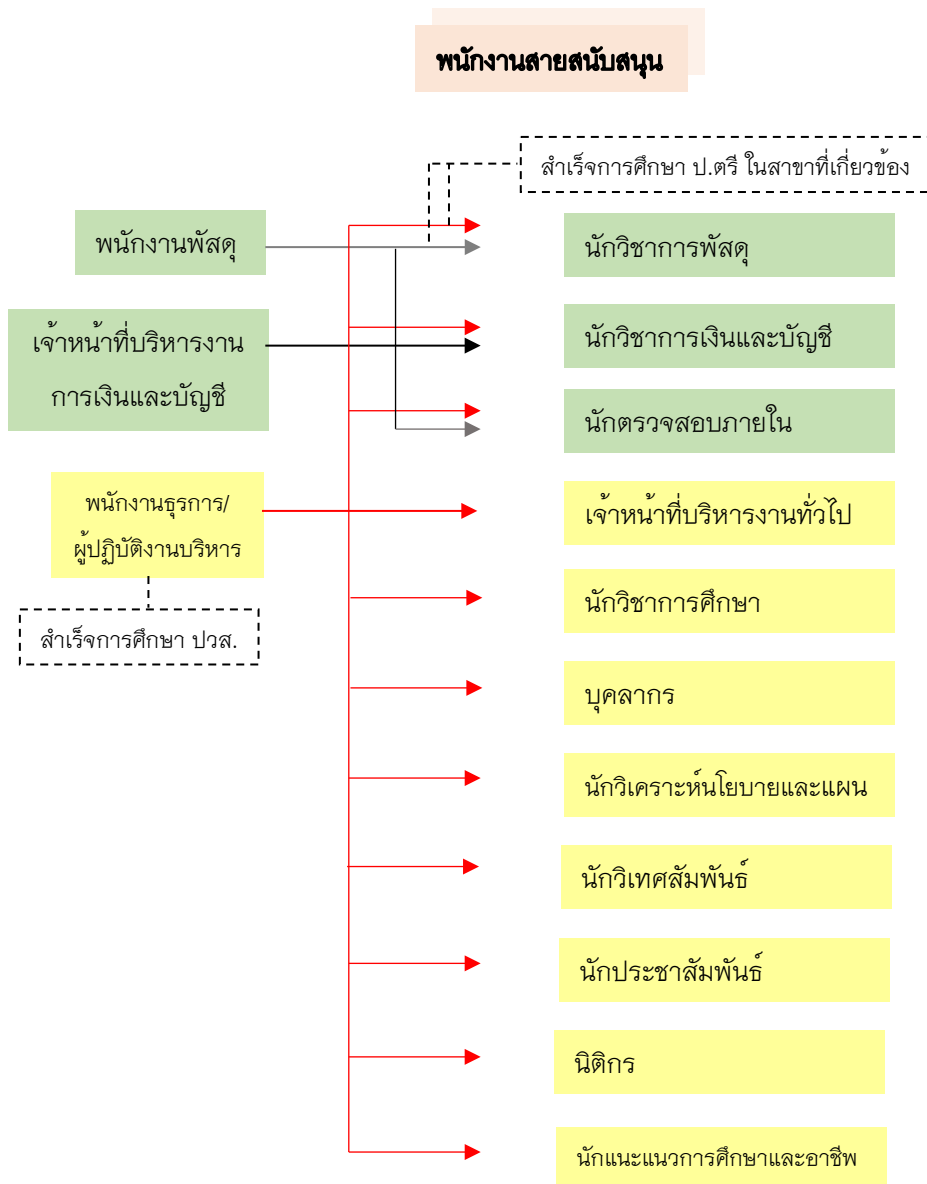 พนักงานสายสนับสนุน
สำเร็จการศึกษา ป.ตรี ในสาขาที่เกี่ยวข้อง
พนักงานพัสดุ
นักวิชาการพัสดุ
เจ้าหน้าที่บริหารงาน
การเงินและบัญชี
นักวิชาการเงินและบัญชี
นักตรวจสอบภายใน
พนักงานธุรการ/
ผู้ปฏิบัติงานบริหาร
เจ้าหน้าที่บริหารงานทั่วไป
สำเร็จการศึกษา ปวส.
นักวิชาการศึกษา
บุคลากร
นักวิเคราะห์นโยบายและแผน
นักวิเทศสัมพันธ์
นักประชาสัมพันธ์
นิติกร
นักแนะแนวการศึกษาและอาชีพ